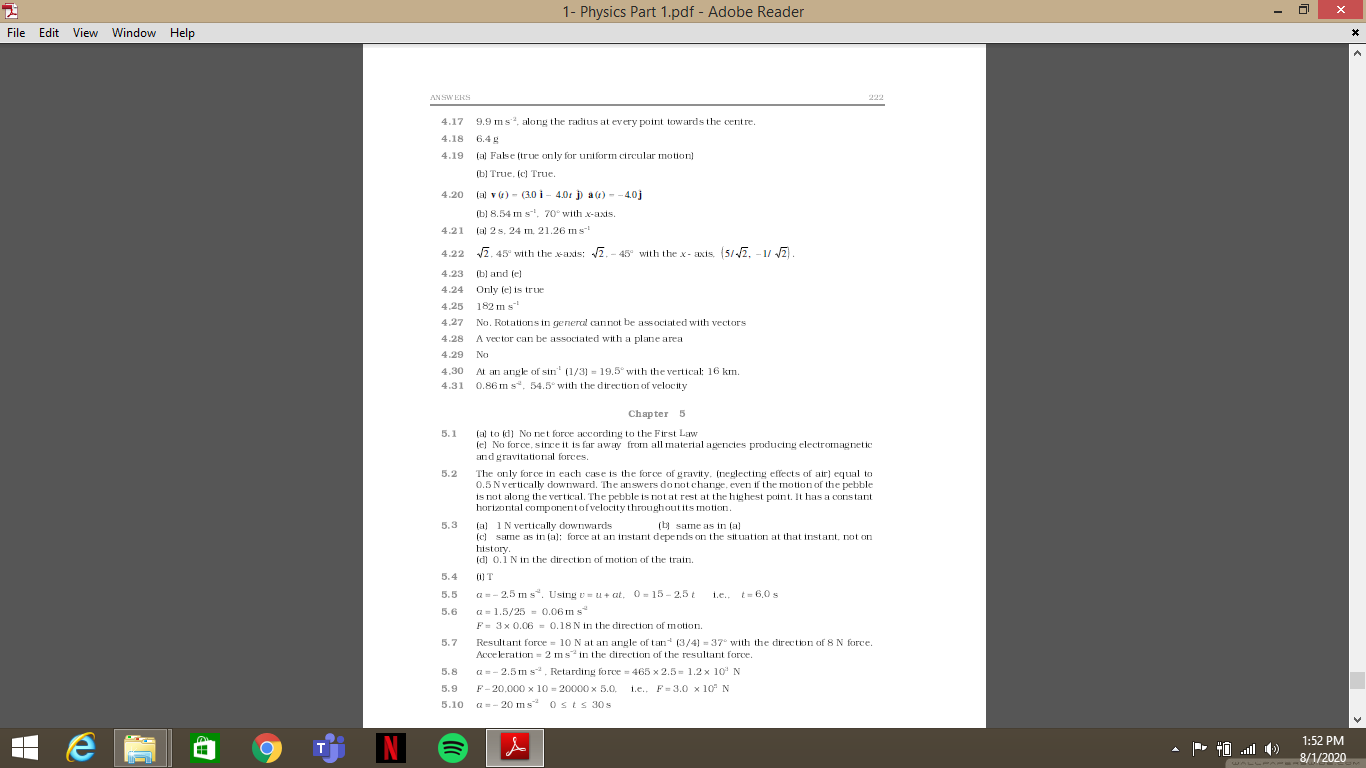 1- Physics Part 1.pdf - Adobe Reader
File Edit View Window Help
ANSWERS 222
4.17 9.9 m s⁻², along the radius at every point towards the centre.
4.18 6.4 g
4.19 (a) False (true only for uniform circular motion)
(b) True, (c) True.
4.20 (a) v (t) = (3.0 î − 4.0t ĵ) a (t) = −4.0 ĵ
(b) 8.54 m s⁻¹, 70° with x-axis.
4.21 (a) 2 s, 24 m, 21.26 m s⁻¹
4.22 √2, 45° with the x-axis; √2, − 45° with the x - axis, (5/√2, −1/√2).
4.23 (b) and (e)
4.24 Only (e) is true
4.25 182 m s⁻¹
4.27 No. Rotations in general cannot be associated with vectors
4.28 A vector can be associated with a plane area
4.29 No
4.30 At an angle of sin⁻¹ (1/3) = 19.5° with the vertical; 16 km.
4.31 0.86 m s⁻², 54.5° with the direction of velocity
Chapter 5
5.1 (a) to (d) No net force according to the First Law
(e) No force, since it is far away from all material agencies producing electromagnetic
and gravitational forces.
5.2 The only force in each case is the force of gravity, (neglecting effects of air) equal to
0.5 N vertically downward. The answers do not change, even if the motion of the pebble
is not along the vertical. The pebble is not at rest at the highest point. It has a constant
horizontal component of velocity throughout its motion.
5.3 (a) 1 N vertically downwards (b) same as in (a)
(c) same as in (a); force at an instant depends on the situation at that instant, not on
history.
(d) 0.1 N in the direction of motion of the train.
5.4 (i) T
5.5 a = − 2.5 m s⁻². Using v = u + at, 0 = 15 − 2.5 t i.e., t = 6.0 s
5.6 a = 1.5/25 = 0.06 m s⁻²
F = 3 × 0.06 = 0.18 N in the direction of motion.
5.7 Resultant force = 10 N at an angle of tan⁻¹ (3/4) = 37° with the direction of 8 N force.
Acceleration = 2 m s⁻² in the direction of the resultant force.
5.8 a = − 2.5 m s⁻², Retarding force = 465 × 2.5 = 1.2 × 10³ N
5.9 F − 20,000 × 10 = 20000 × 5.0, i.e., F = 3.0 × 10⁵ N
5.10 a = − 20 m s⁻² 0 ≤ t ≤ 30 s
1:52 PM
8/1/2020